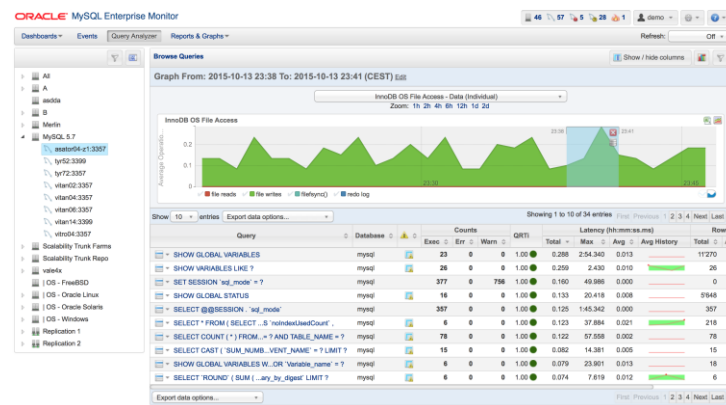 ORACLE MySQL Enterprise Monitor
46 57 5 28 1 demo
Dashboards Events Query Analyzer Reports & Graphs Refresh: Off
Browse Queries
Show / hide columns
All
A
asdda
B
Merlin
MySQL 5.7
asator04-z1:3357
tyr52:3399
tyr72:3357
vitan02:3357
vitan04:3357
vitan06:3357
vitan14:3399
vitro04:3357
Scalability Trunk Farms
Scalability Trunk Repo
vale4x
| OS - FreeBSD
| OS - Oracle Linux
| OS - Oracle Solaris
| OS - Windows
Replication 1
Replication 2
Graph From: 2015-10-13 23:38 To: 2015-10-13 23:41 (CEST) Edit
InnoDB OS File Access - Data (Individual)
Zoom: 1h 2h 4h 6h 12h 1d 2d
InnoDB OS File Access
Average Operatio...
0.2
0.1
0
23:38 23:41
23:30 23:45
file reads file writes filefsync() redo log
Show 10 entries Export data options... Showing 1 to 10 of 34 entries First Previous 1 2 3 4 Next Last
Counts Latency (hh:mm:ss.ms) Row
Query Database Exec Err Warn QRTi Total Max Avg Avg History Total
SHOW GLOBAL VARIABLES mysql 23 0 0 1.00 0.288 2:54.340 0.013 11'270
SHOW VARIABLES LIKE ? mysql 26 0 0 1.00 0.259 2.430 0.010 26
SET SESSION `sql_mode` = ? mysql 377 0 756 1.00 0.160 49.986 0.000 0
SHOW GLOBAL STATUS mysql 16 0 0 1.00 0.133 20.418 0.008 5'648
SELECT @@SESSION . `sql_mode` mysql 357 0 0 1.00 0.125 1:45.342 0.000 357
SELECT * FROM ( SELECT ...S `noIndexUsedCount` , mysql 6 0 0 1.00 0.123 37.884 0.021 218
SELECT COUNT ( * ) FROM...= ? AND TABLE_NAME = ? mysql 78 0 0 1.00 0.122 57.558 0.002 78
SELECT CAST ( `SUM_NUMB...VENT_NAME` = ? LIMIT ? mysql 15 0 0 1.00 0.082 14.381 0.005 15
SHOW GLOBAL VARIABLES W...OR `Variable_name` = ? mysql 6 0 0 1.00 0.079 23.901 0.013 18
SELECT `ROUND` ( SUM ( ...ary_by_digest` LIMIT ? mysql 6 0 0 1.00 0.074 7.619 0.012 6
Export data options... First Previous 1 2 3 4 Next Last